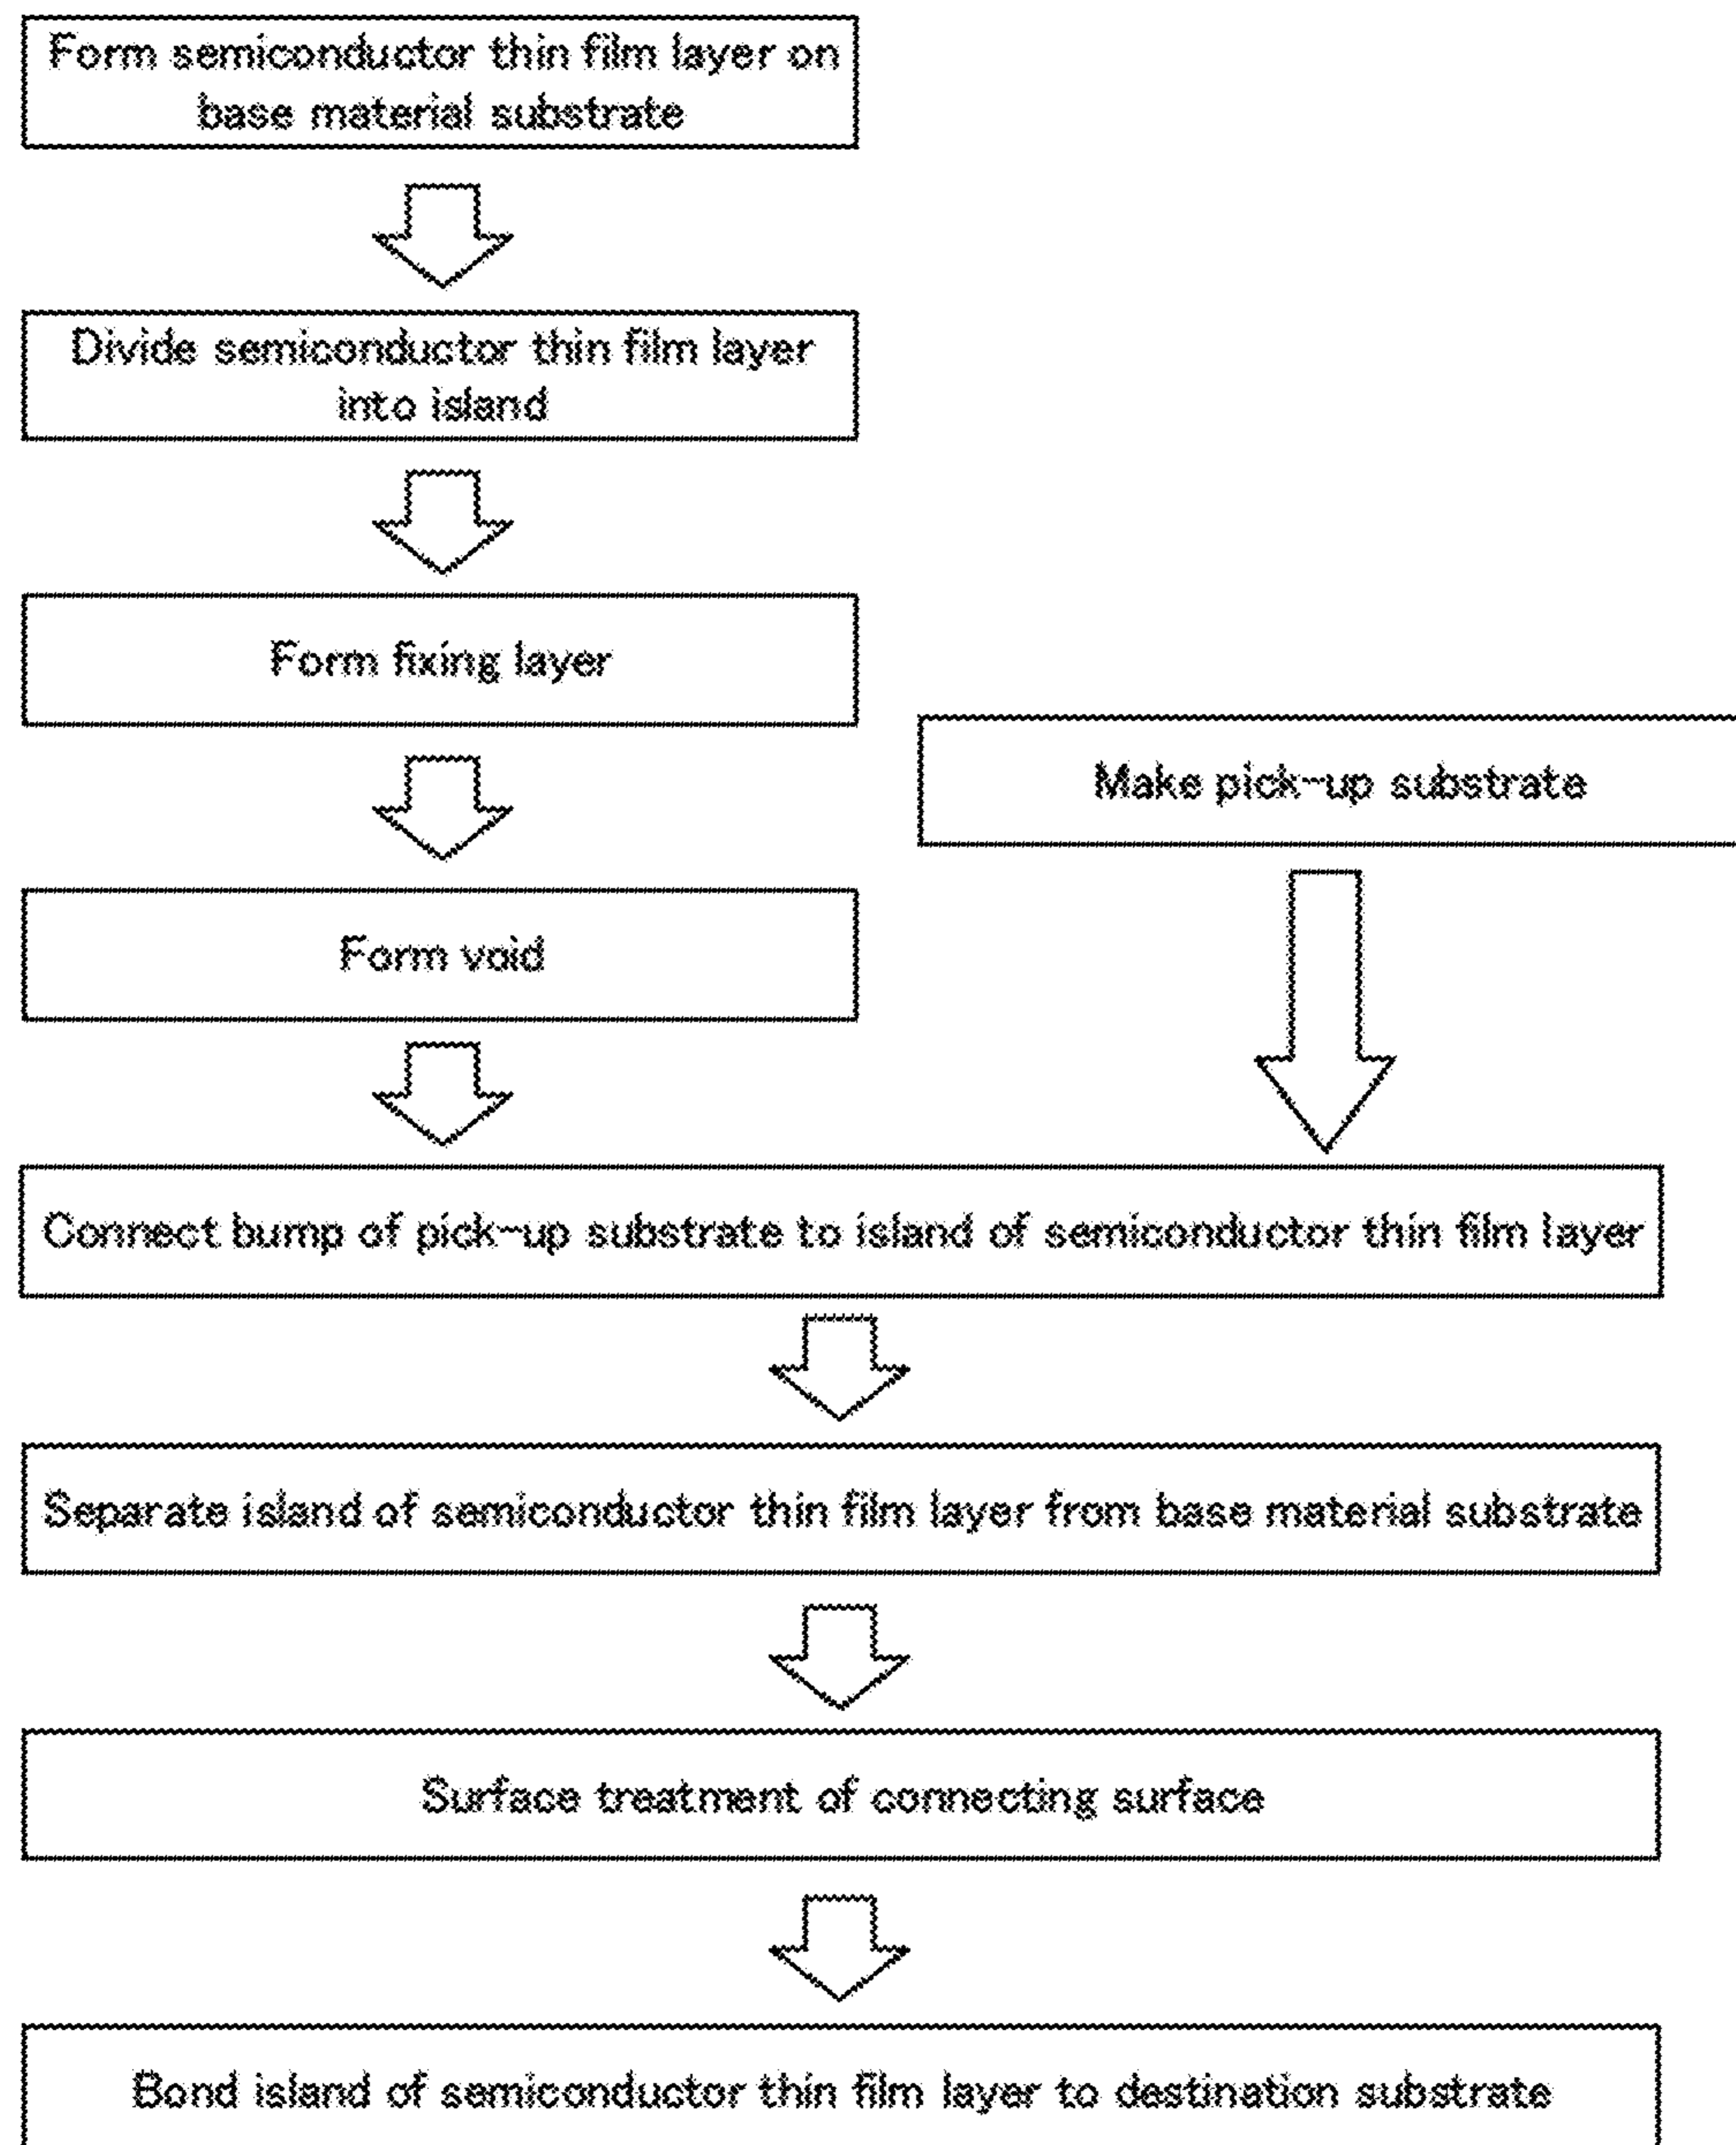 Form semiconductor thin film layer on
base material substrate
Divide semiconductor thin film layer
into island
Form fixing layer
Make pick-up substrate
Form void
Connect bump of pick-up substrate to island of semiconductor thin film layer
Separate island of semiconductor thin film layer from base material substrate
Surface treatment of connecting surface
Bond island of semiconductor thin film layer to destination substrate